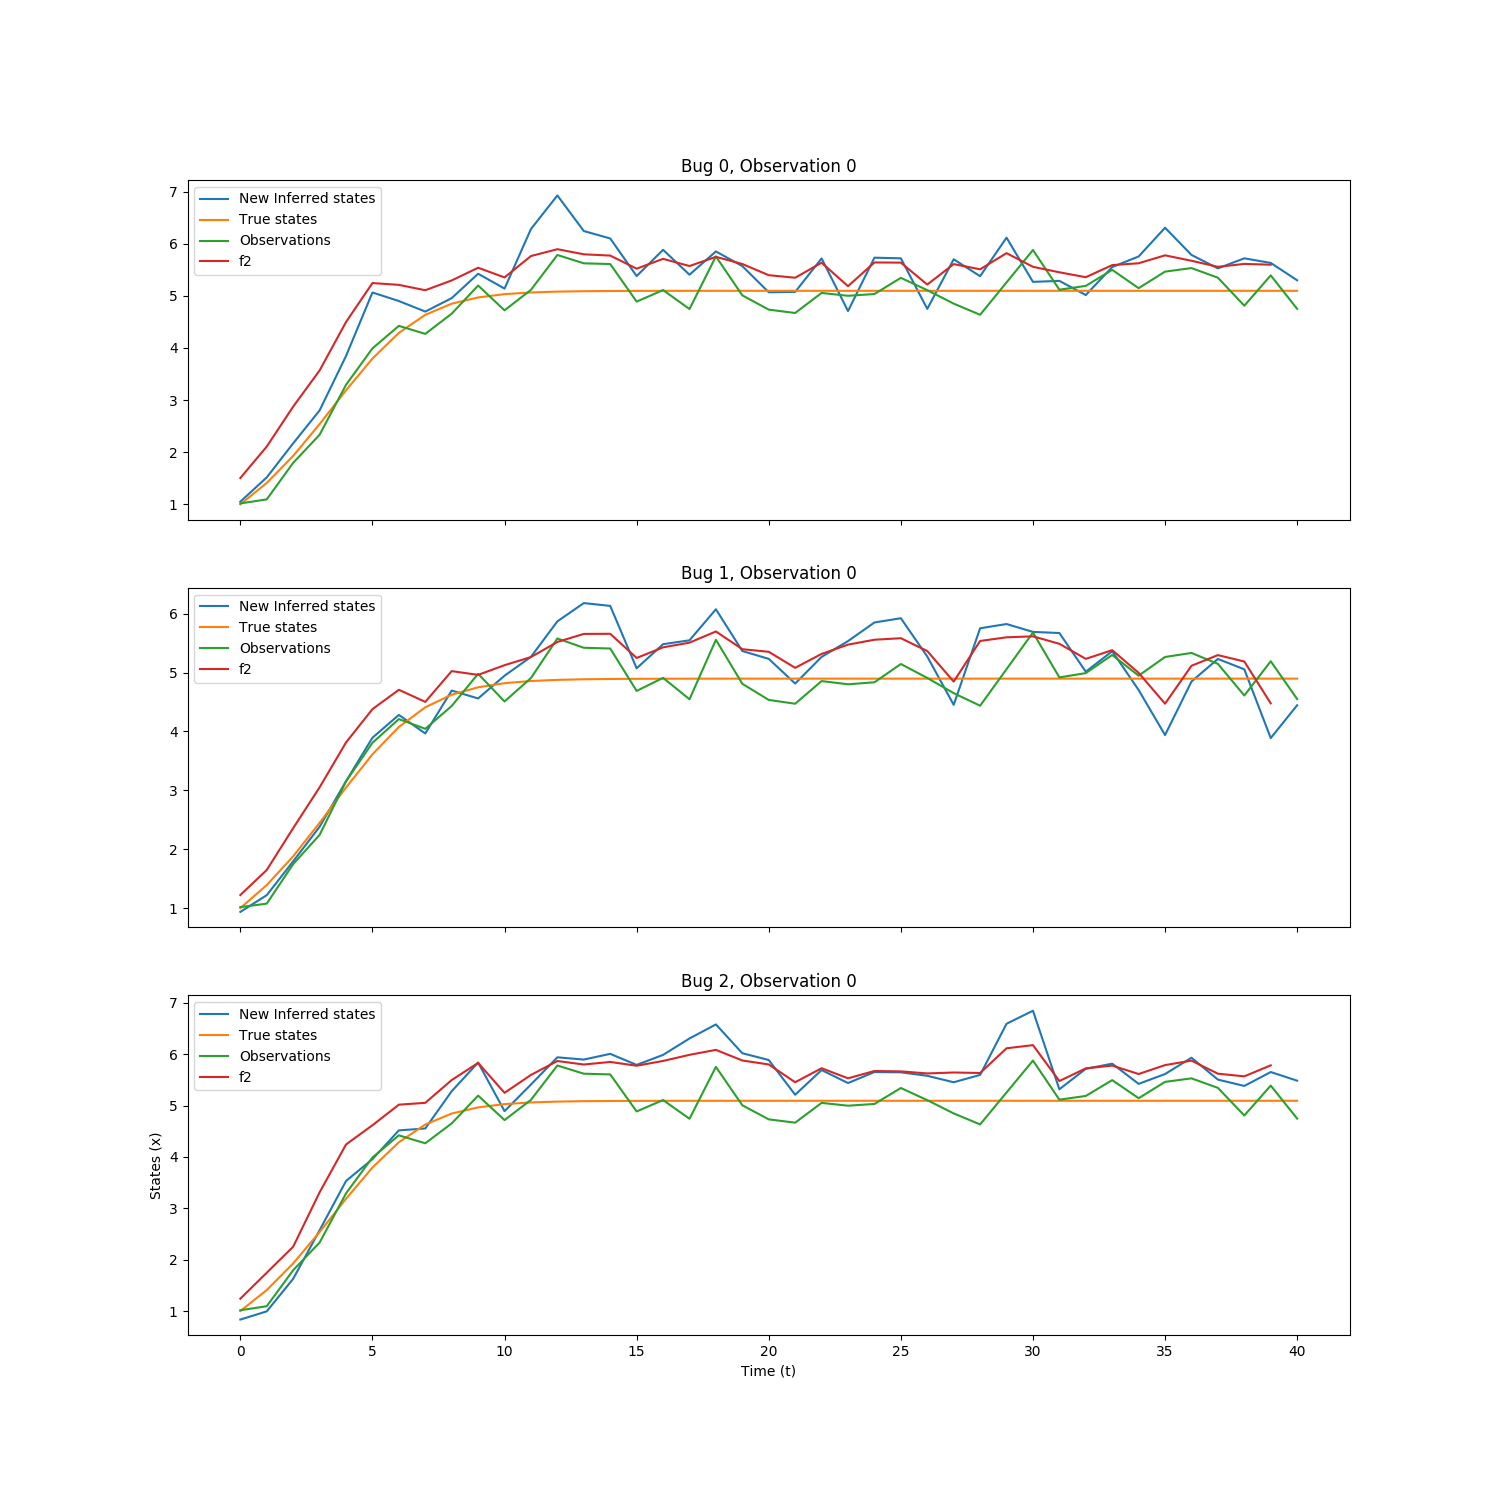 Bug 0, Observation 0
New Inferred states
True states
Observations
f2
7
6
5
4
3
2
1
Bug 1, Observation 0
New Inferred states
True states
Observations
f2
6
5
4
3
2
1
Bug 2, Observation 0
New Inferred states
True states
Observations
f2
7
6
5
4
3
2
1
States (x)
0 5 10 15 20 25 30 35 40
Time (t)